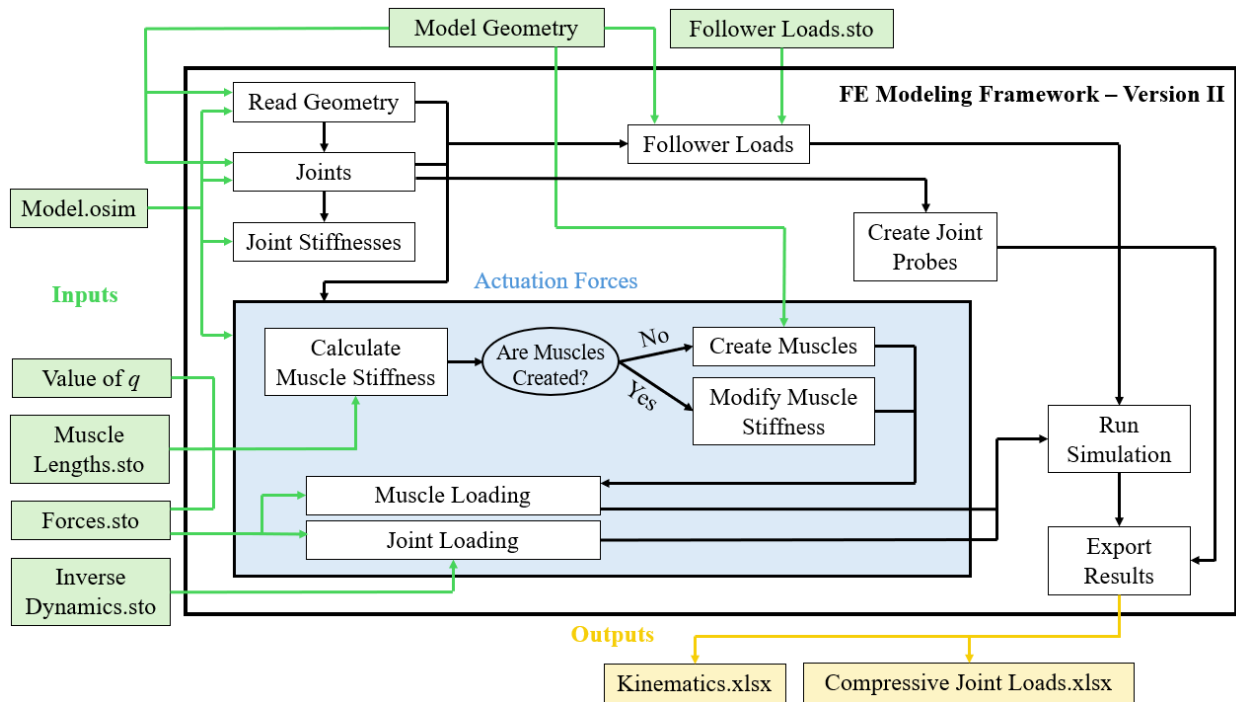 Model Geometry
Follower Loads.sto
FE Modeling Framework – Version II
Read Geometry
Follower Loads
Joints
Model.osim
Joint Stiffnesses
Create Joint
Probes
Inputs
Actuation Forces
Calculate
Muscle Stiffness
Are Muscles
Created?
No
Yes
Create Muscles
Modify Muscle
Stiffness
Value of q
Muscle
Lengths.sto
Run
Simulation
Muscle Loading
Forces.sto
Joint Loading
Export
Results
Inverse
Dynamics.sto
Outputs
Kinematics.xlsx
Compressive Joint Loads.xlsx